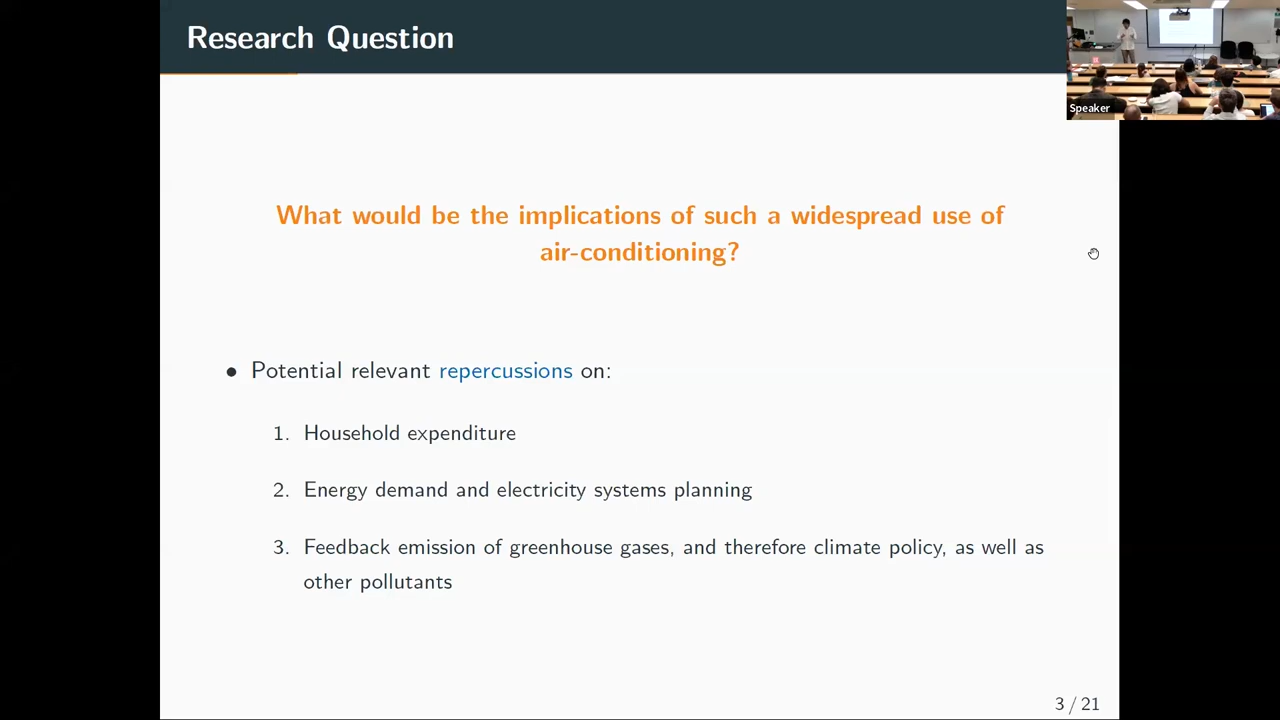 Research Question
Speaker
What would be the implications of such a widespread use of
air-conditioning?
• Potential relevant repercussions on:
1. Household expenditure
2. Energy demand and electricity systems planning
3. Feedback emission of greenhouse gases, and therefore climate policy, as well as
other pollutants
3 / 21